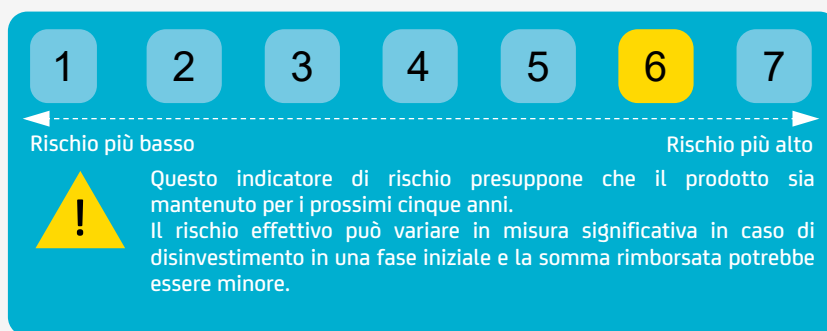 1 2 3 4 5 6 7
Rischio più basso Rischio più alto
!
Questo indicatore di rischio presuppone che il prodotto sia
mantenuto per i prossimi cinque anni.
Il rischio effettivo può variare in misura significativa in caso di
disinvestimento in una fase iniziale e la somma rimborsata potrebbe
essere minore.